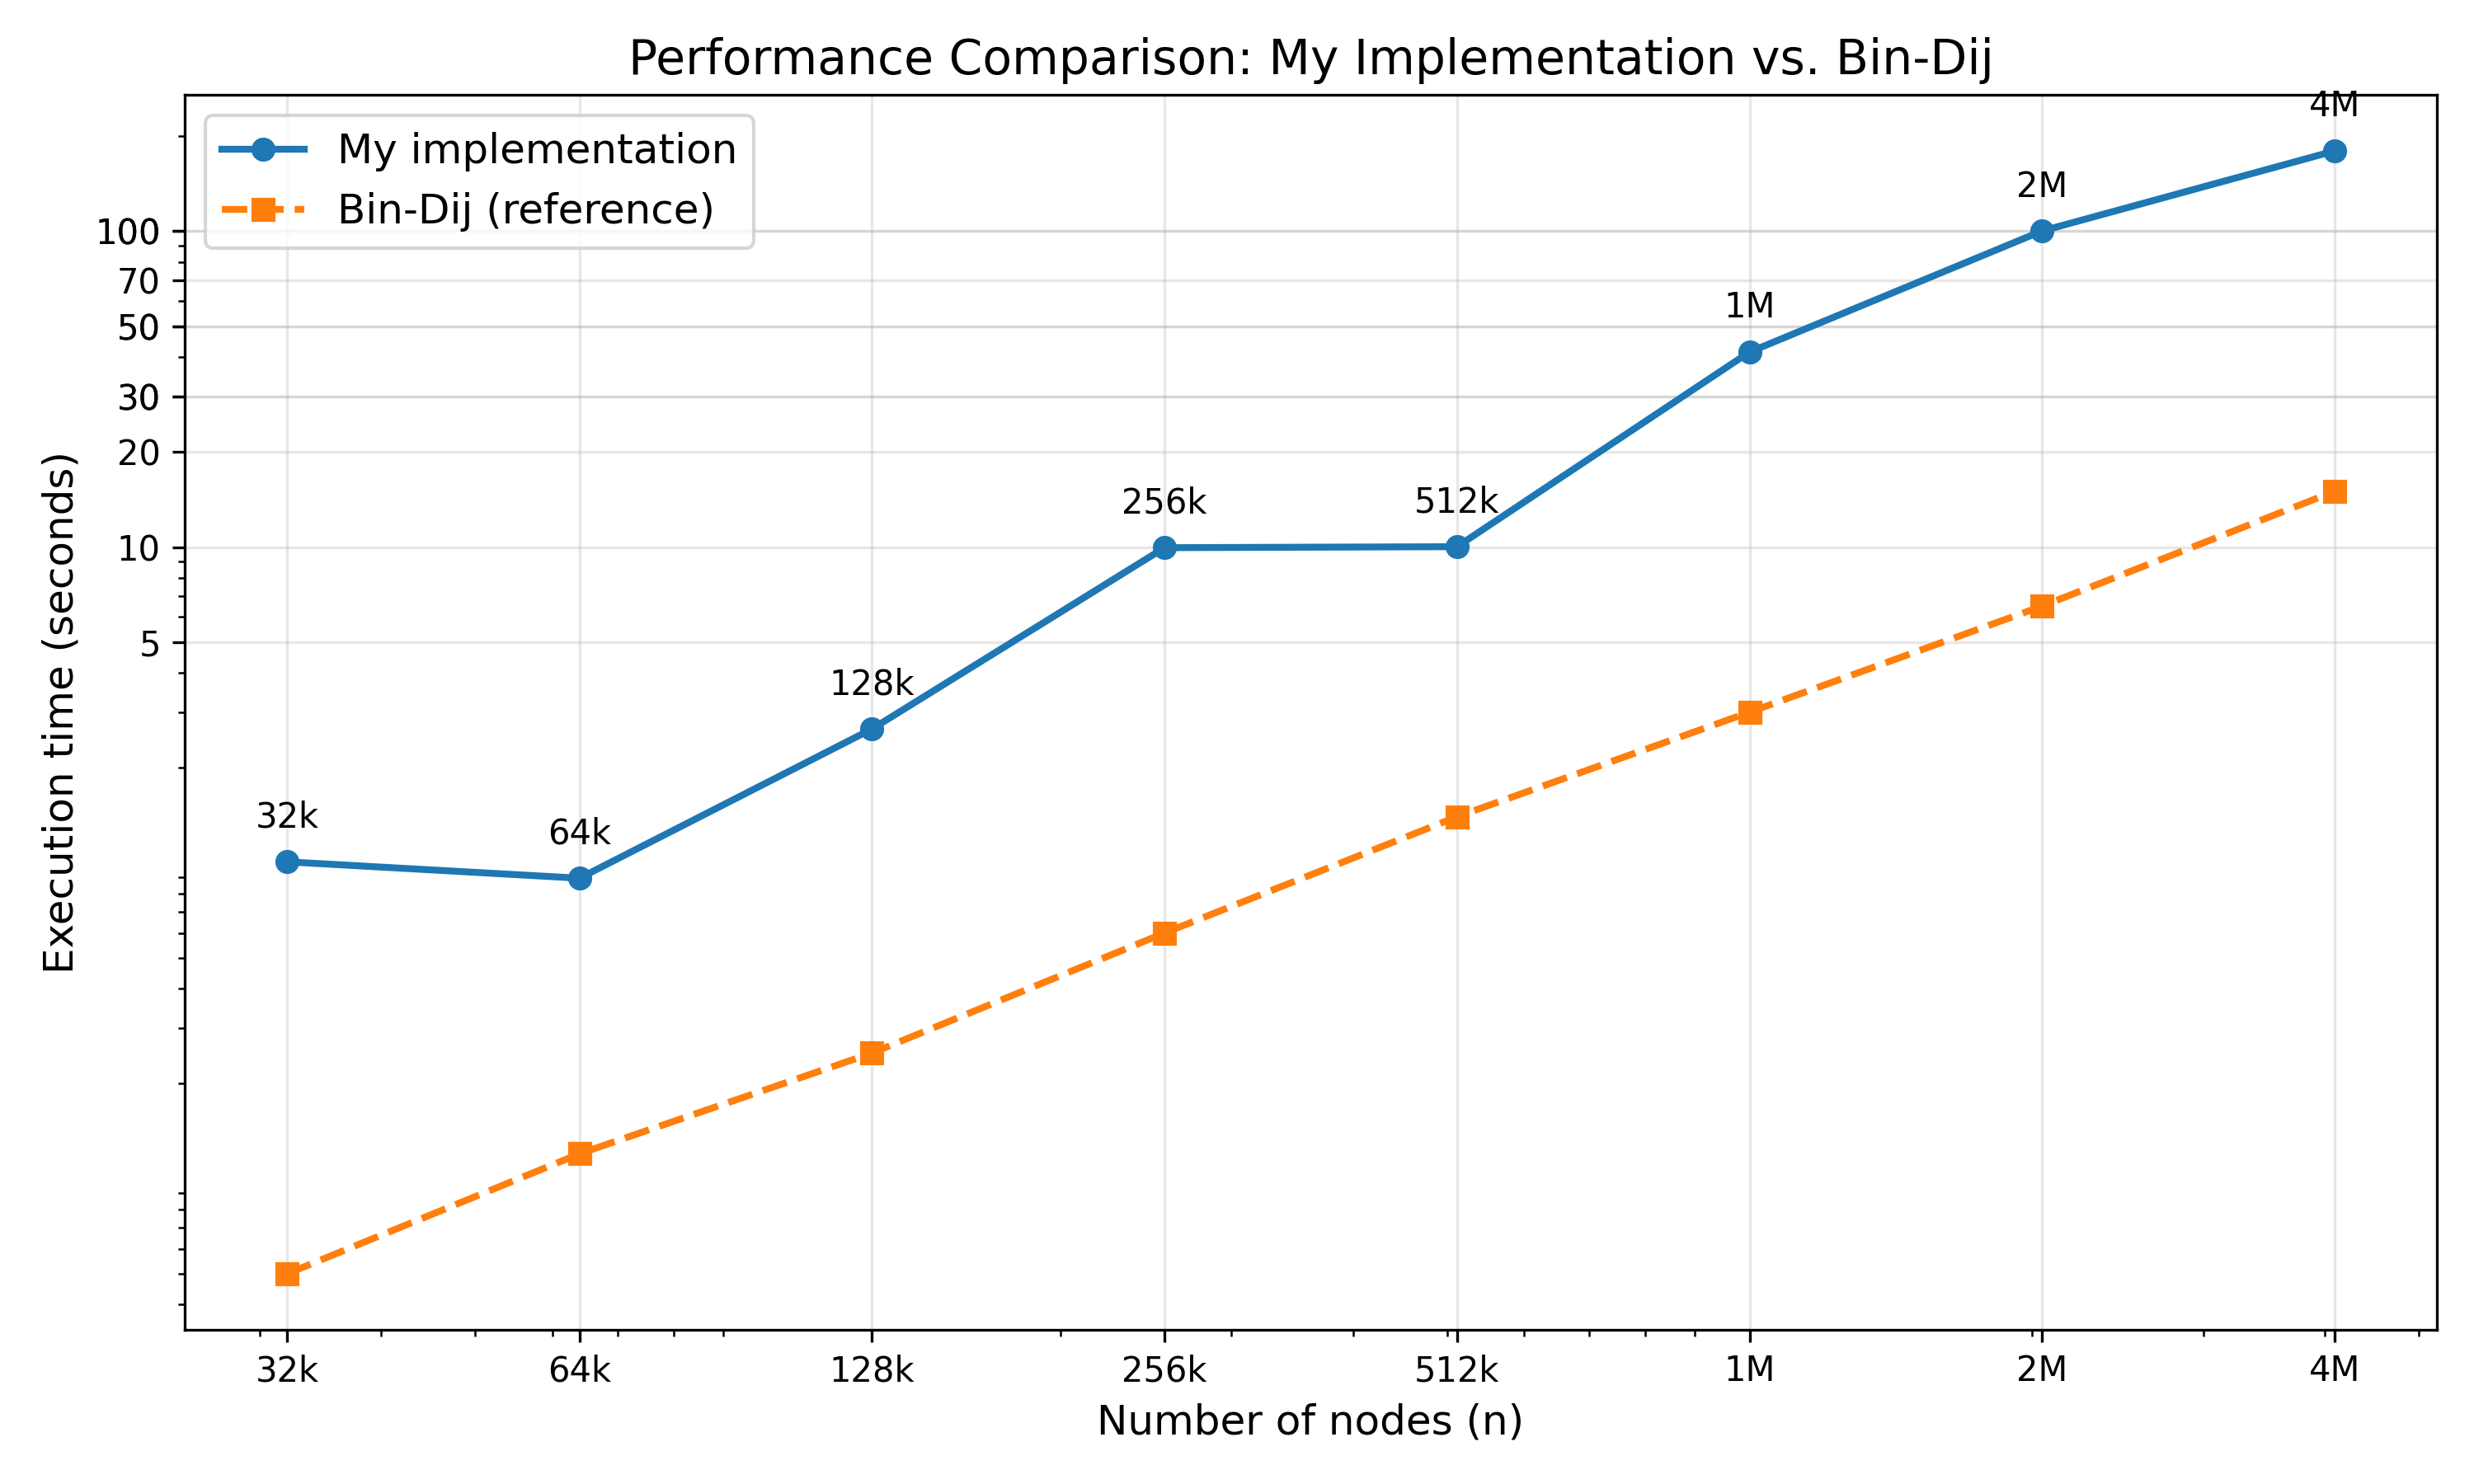 Performance Comparison: My Implementation vs. Bin-Dij
My implementation
Bin-Dij (reference)
Execution time (seconds)
100
70
50
30
20
10
5
32k
64k
128k
256k
512k
1M
2M
4M
32k
64k
128k
256k
512k
1M
2M
4M
Number of nodes (n)